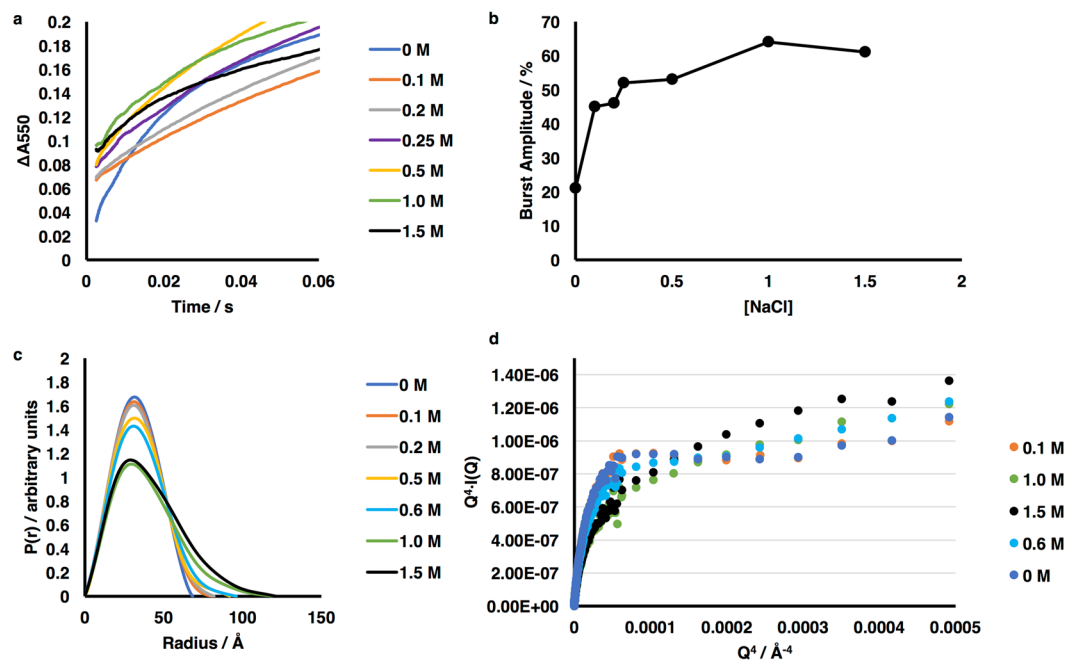 a
ΔA550
0.2
0.18
0.16
0.14
0.12
0.1
0.08
0.06
0.04
0.02
0
0
0.02
0.04
0.06
Time / s
0 M
0.1 M
0.2 M
0.25 M
0.5 M
1.0 M
1.5 M
b
Burst Amplitude / %
70
60
50
40
30
20
10
0
0
0.5
1
1.5
2
[NaCl]
c
P(r) / arbitrary units
2
1.8
1.6
1.4
1.2
1
0.8
0.6
0.4
0.2
0
0
50
100
150
Radius / Å
0 M
0.1 M
0.2 M
0.5 M
0.6 M
1.0 M
1.5 M
d
Q⁴·I(Q)
1.40E-06
1.20E-06
1.00E-06
8.00E-07
6.00E-07
4.00E-07
2.00E-07
0.00E+00
0
0.0001
0.0002
0.0003
0.0004
0.0005
Q⁴ / Å⁻⁴
0.1 M
1.0 M
1.5 M
0.6 M
0 M